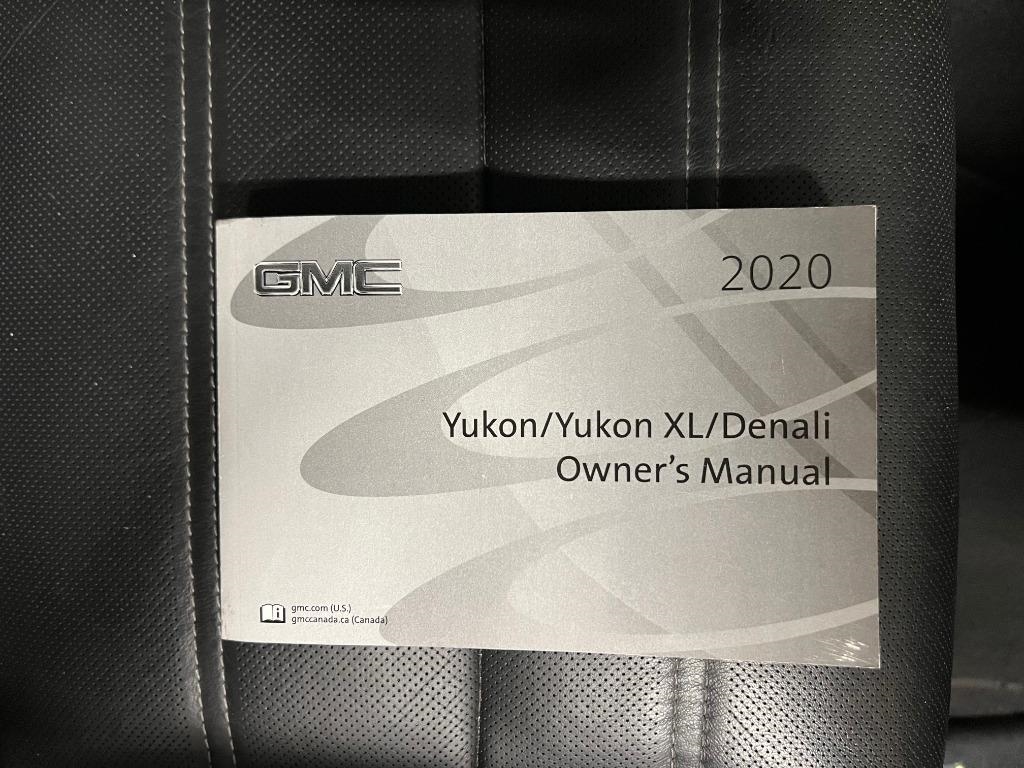 GMC
2020
Yukon/Yukon XL/Denali
Owner's Manual
gmc.com (U.S.)
gmccanada.ca (Canada)